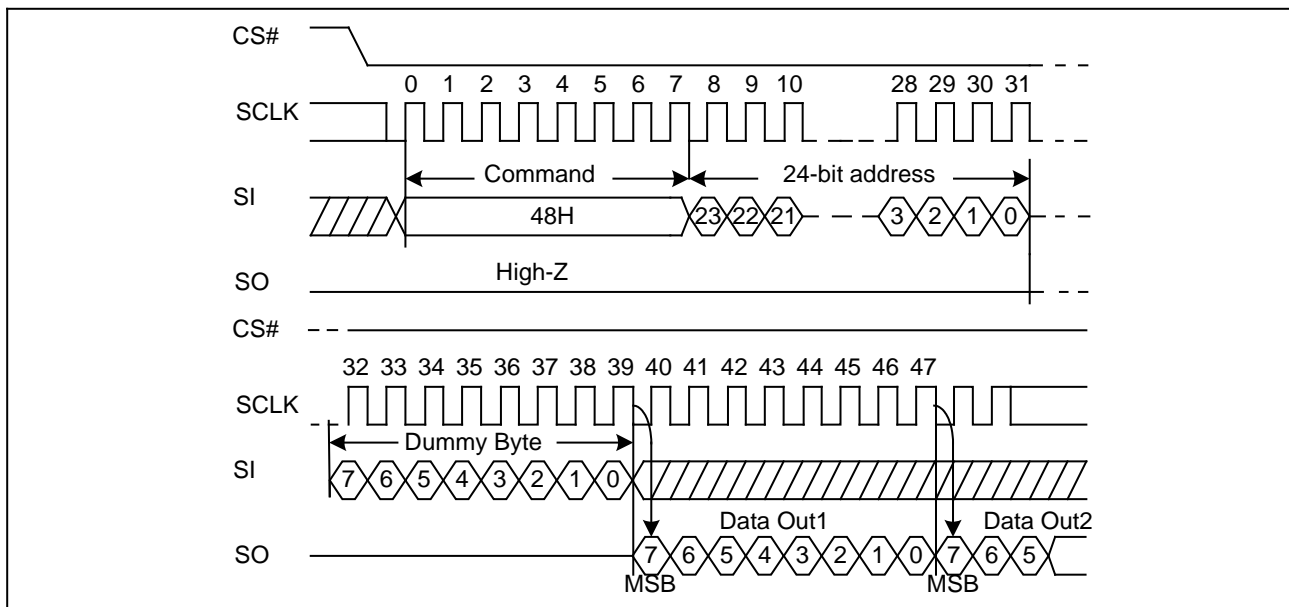 CS#
0 1 2 3 4 5 6 7 8 9 10 28 29 30 31
SCLK
Command 24-bit address
SI
48H 23 22 21 3 2 1 0
High-Z
SO
CS#
32 33 34 35 36 37 38 39 40 41 42 43 44 45 46 47
SCLK
Dummy Byte
SI
7 6 5 4 3 2 1 0
Data Out1 Data Out2
SO
7 6 5 4 3 2 1 0 7 6 5
MSB MSB